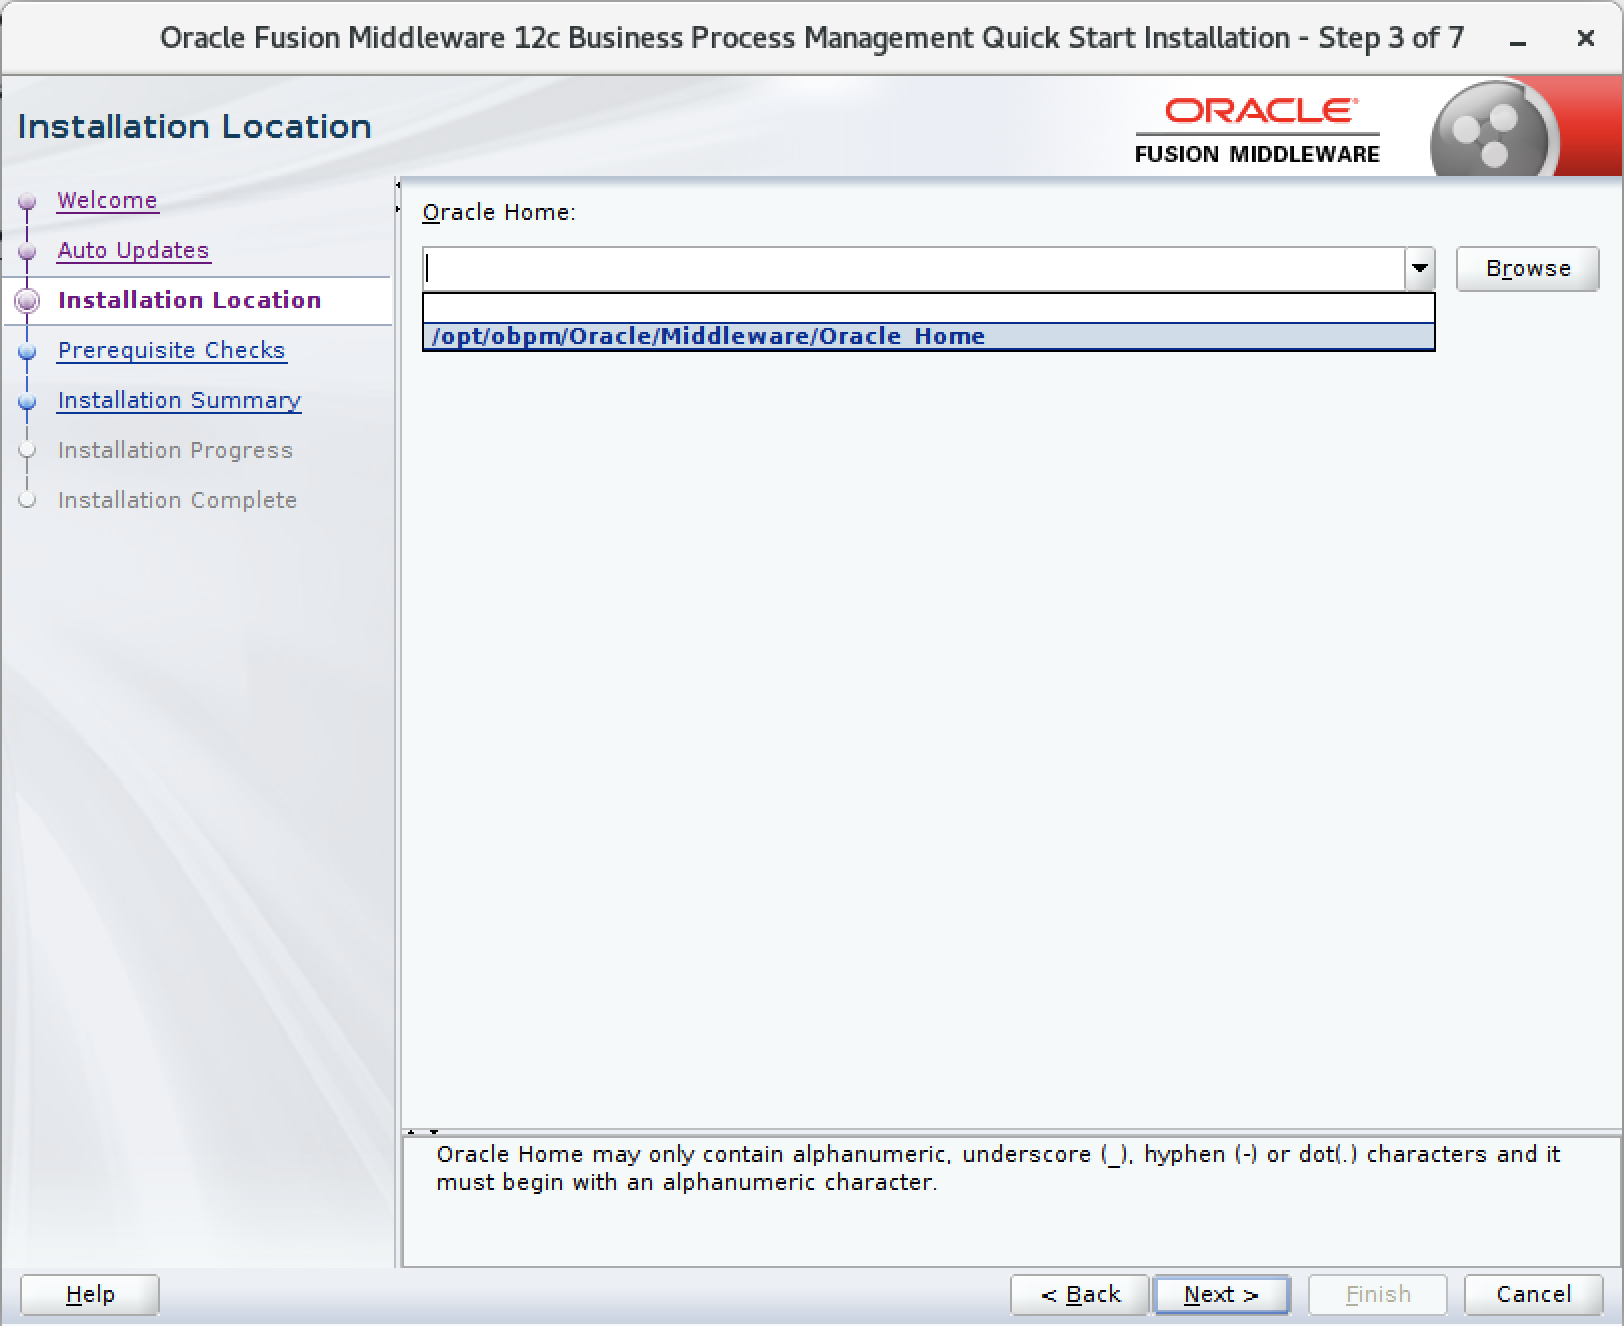 Oracle Fusion Middleware 12c Business Process Management Quick Start Installation - Step 3 of 7
Installation Location
ORACLE
FUSION MIDDLEWARE
Welcome
Auto Updates
Installation Location
Prerequisite Checks
Installation Summary
Installation Progress
Installation Complete
Oracle Home:
Browse
/opt/obpm/Oracle/Middleware/Oracle_Home
Oracle Home may only contain alphanumeric, underscore (_), hyphen (-) or dot(.) characters and it
must begin with an alphanumeric character.
Help
< Back
Next >
Finish
Cancel